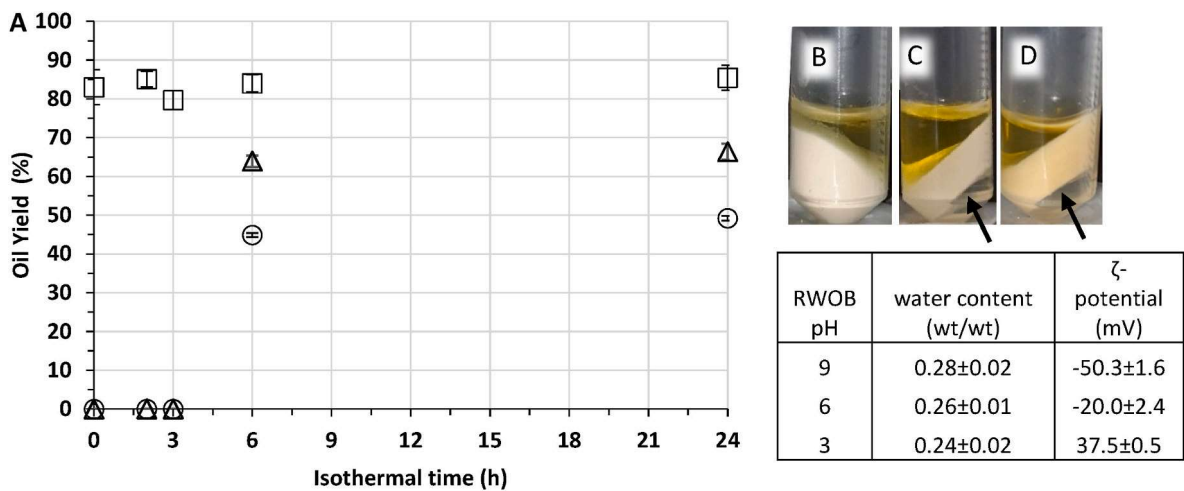 A
Oil Yield (%)
100
90
80
70
60
50
40
30
20
10
0
0 3 6 9 12 15 18 21 24
Isothermal time (h)
B C D
RWOB pH
water content (wt/wt)
ζ-potential (mV)
9 0.28±0.02 -50.3±1.6
6 0.26±0.01 -20.0±2.4
3 0.24±0.02 37.5±0.5